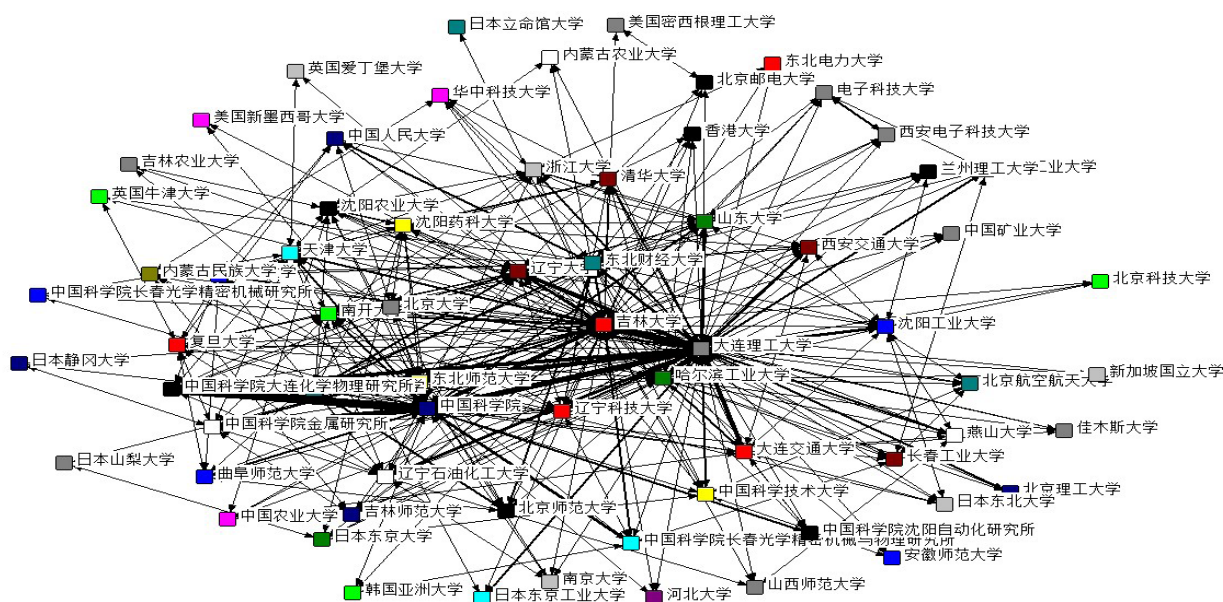 日本立命馆大学
美国密西根理工大学
内蒙古农业大学
东北电力大学
英国爱丁堡大学
北京邮电大学
电子科技大学
华中科技大学
美国新墨西哥大学
中国人民大学
香港大学
西安电子科技大学
吉林农业大学
浙江大学
清华大学
兰州理工大学
工业大学
英国牛津大学
沈阳农业大学
沈阳药科大学
山东大学
中国矿业大学
天津大学
西安交通大学
辽宁大
东北财经大学
内蒙古民族大学
北京科技大学
中国科学院长春光学精密机械研究所
北京大学
南开大
吉林大学
沈阳工业大学
复旦大学
大连理工大学
日本静冈大学
中国科学院大连化学物理研究所
东北师范大学
哈尔滨工业大学
北京航空航天大学
新加坡国立大学
中国科学院
辽宁科技大学
中国科学院金属研究所
燕山大学
佳木斯大学
大连交通大学
长春工业大学
日本山梨大学
曲阜师范大学
辽宁石油化工大学
中国科学技术大学
北京理工大学
日本东北大学
中国农业大学
吉林师范大学
北京师范大学
日本东京大学
中国科学院沈阳自动化研究所
中国科学院长春光学精密机械与物理研究所
安徽师范大学
韩国亚洲大学
南京大学
山西师范大学
日本东京工业大学
河北大学